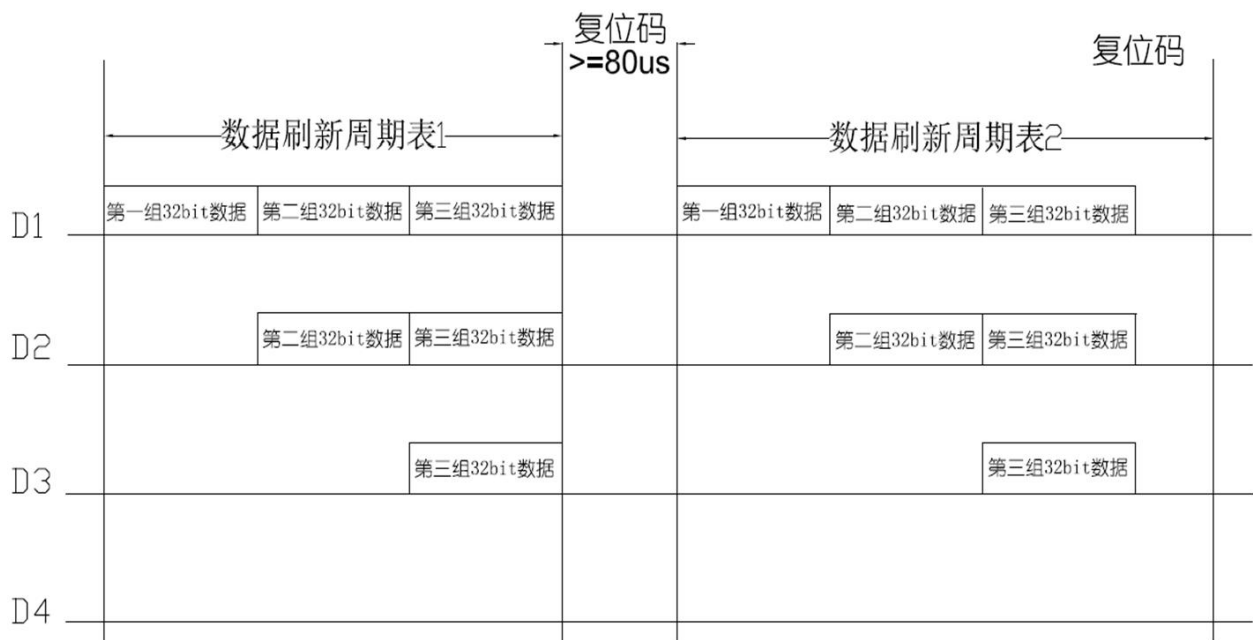 复位码
>=80us
复位码
数据刷新周期表1
数据刷新周期表2
D1
第一组32bit数据
第二组32bit数据
第三组32bit数据
第一组32bit数据
第二组32bit数据
第三组32bit数据
D2
第二组32bit数据
第三组32bit数据
第二组32bit数据
第三组32bit数据
D3
第三组32bit数据
第三组32bit数据
D4